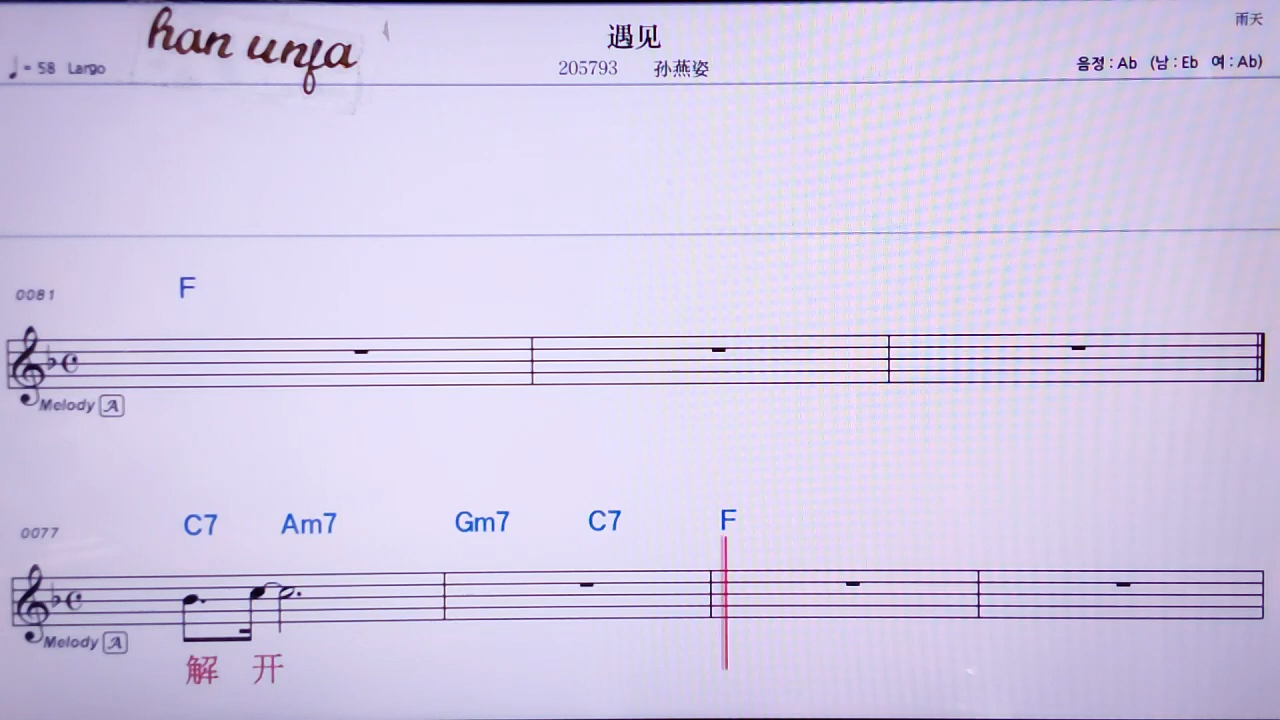 han unfa
遇见
雨天
♩= 58 Largo
205793 孙燕姿
음정 : Ab (남 : Eb 여 : Ab)
F
0081
Melody A
C7 Am7 Gm7 C7 F
0077
Melody A
解 开